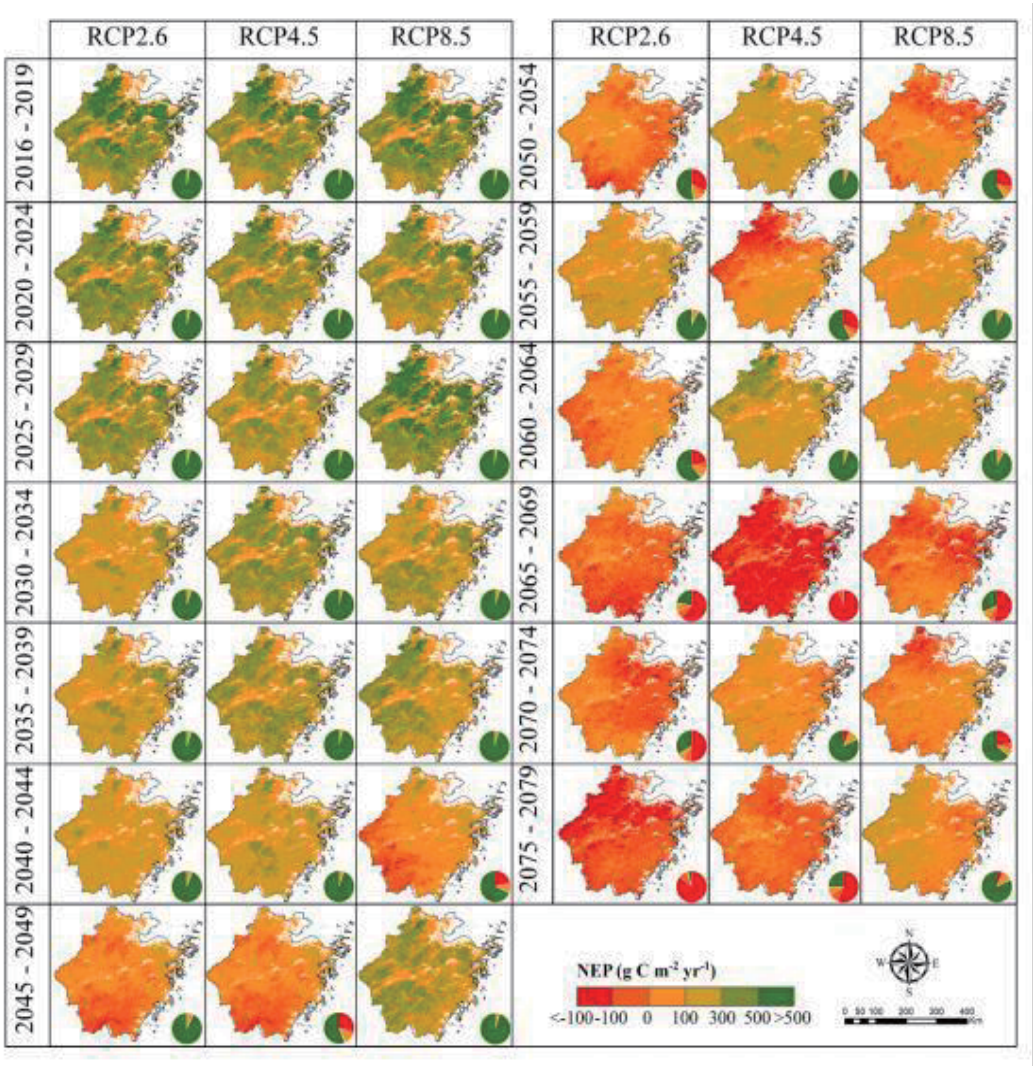 RCP2.6 RCP4.5 RCP8.5 RCP2.6 RCP4.5 RCP8.5
2016 - 2019
2020 - 2024
2025 - 2029
2030 - 2034
2035 - 2039
2040 - 2044
2045 - 2049
2050 - 2054
2055 - 2059
2060 - 2064
2065 - 2069
2070 - 2074
2075 - 2079
NEP (g C m⁻² yr⁻¹)
<-100 -100 0 100 300 500 >500
N
W E
S
0 50 100 200 300 400
Km